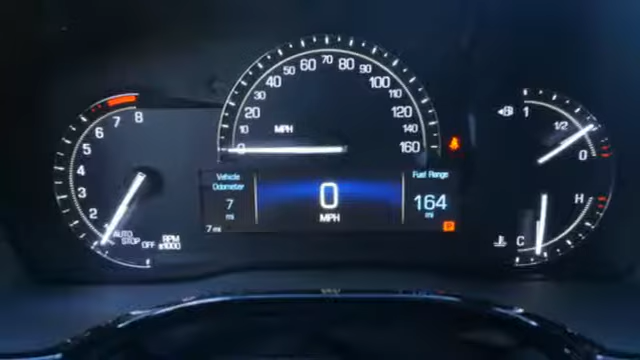 8
7
6
5
4
3
2
AUTO STOP
OFF
RPM
x1000
0
10
20
30
40
50
60
70
80
90
100
110
120
140
160
MPH
Vehicle
Odometer
7
mi
7 mi
0
MPH
Fuel Range
164
mi
P
1
1/2
0
H
C